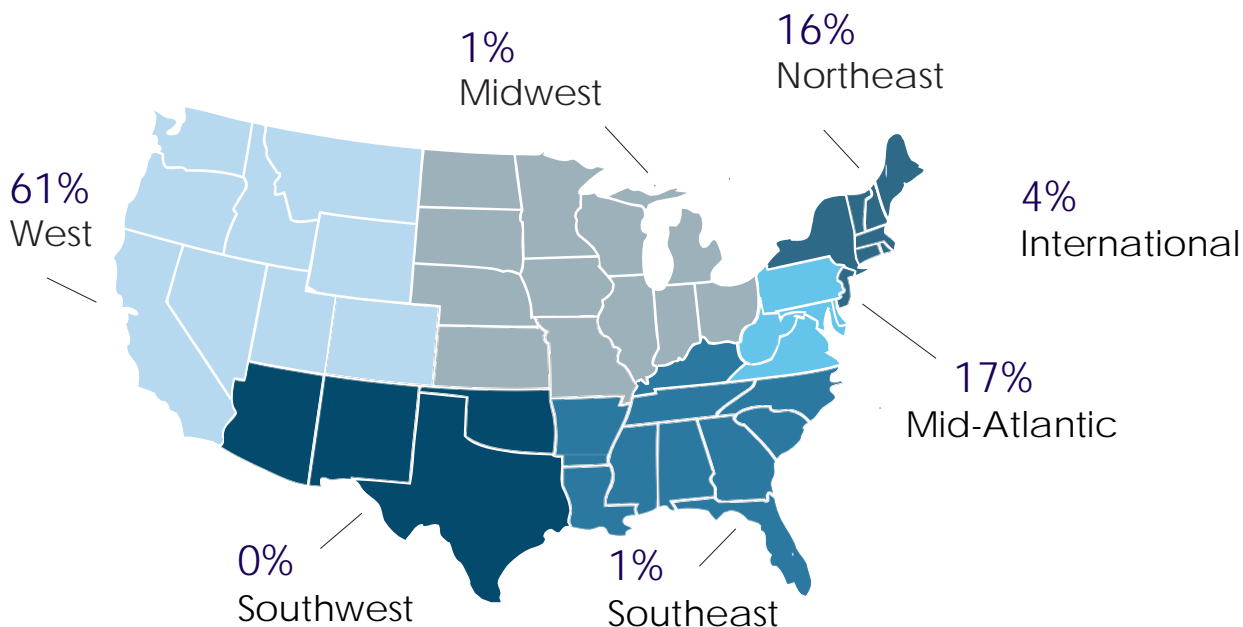 16%
Northeast
1%
Midwest
61%
West
4%
International
17%
Mid-Atlantic
0%
Southwest
1%
Southeast